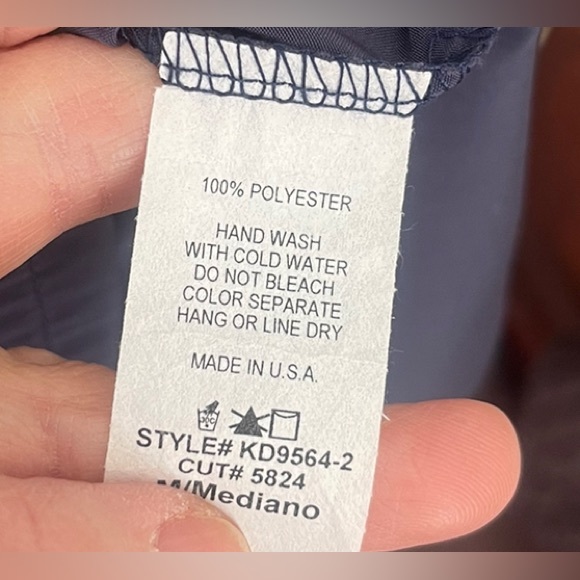 100% POLYESTER
HAND WASH
WITH COLD WATER
DO NOT BLEACH
COLOR SEPARATE
HANG OR LINE DRY
MADE IN U.S.A.
STYLE# KD9564-2
CUT# 5824
M/Mediano